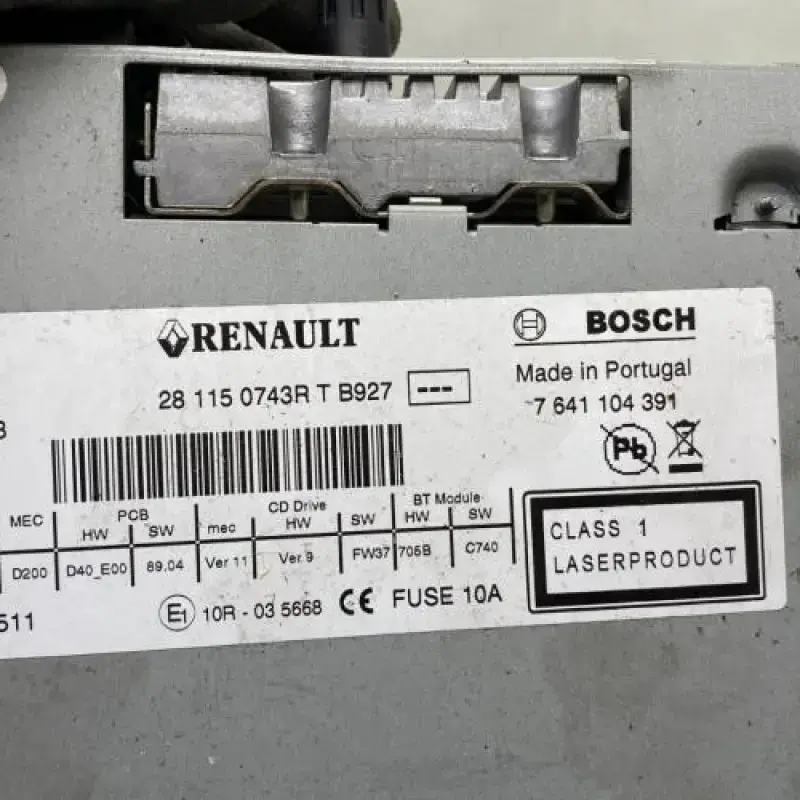 RENAULT
BOSCH
Made in Portugal
28 115 0743R T B927 ---
7 641 104 391
Pb
MEC PCB CD Drive BT Module
HW SW mec HW SW HW SW
D200 D40_E00 89.04 Ver 11 Ver 9 FW37 705B C740
CLASS 1
LASERPRODUCT
511
E1 10R - 03 5668 CE FUSE 10A